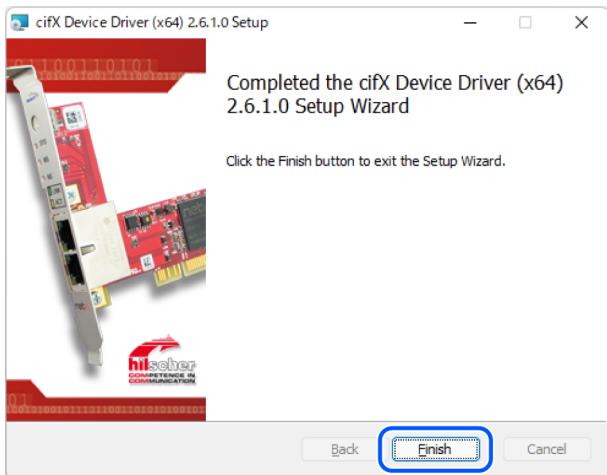 cifX Device Driver (x64) 2.6.1.0 Setup
Completed the cifX Device Driver (x64)
2.6.1.0 Setup Wizard
Click the Finish button to exit the Setup Wizard.
hilscher
COMPETENCE IN
COMMUNICATION
Back
Finish
Cancel